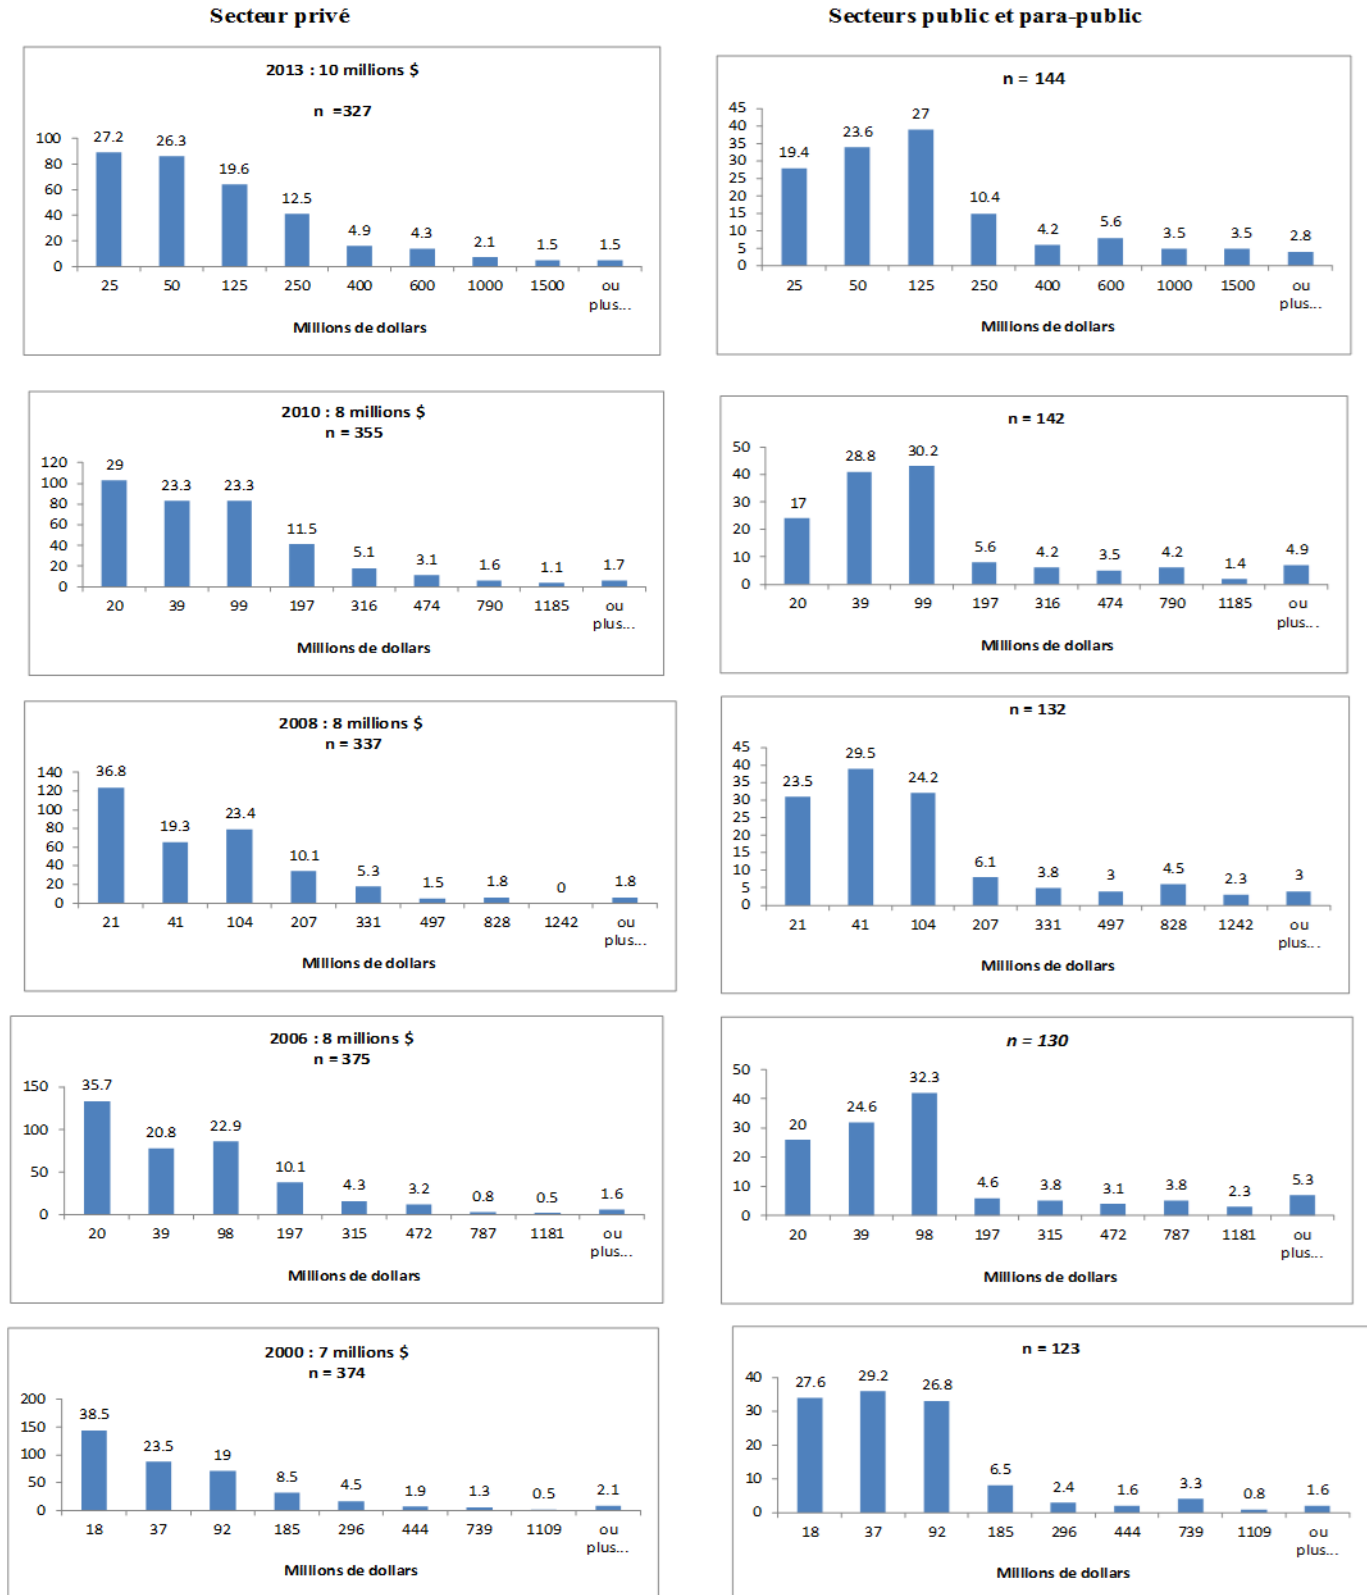 Secteur privé
Secteurs public et para-public
2013 : 10 millions $
n =327
100
80
60
40
20
0
27.2 26.3 19.6 12.5 4.9 4.3 2.1 1.5 1.5
25 50 125 250 400 600 1000 1500 ou
plus...
Millions de dollars
n = 144
45
40
35
30
25
20
15
10
5
0
19.4 23.6 27 10.4 4.2 5.6 3.5 3.5 2.8
25 50 125 250 400 600 1000 1500 ou
plus...
Millions de dollars
2010 : 8 millions $
n = 355
120
100
80
60
40
20
0
29 23.3 23.3 11.5 5.1 3.1 1.6 1.1 1.7
20 39 99 197 316 474 790 1185 ou
plus...
Millions de dollars
n = 142
50
40
30
20
10
0
17 28.8 30.2 5.6 4.2 3.5 4.2 1.4 4.9
20 39 99 197 316 474 790 1185 ou
plus...
Millions de dollars
2008 : 8 millions $
n = 337
140
120
100
80
60
40
20
0
36.8 19.3 23.4 10.1 5.3 1.5 1.8 0 1.8
21 41 104 207 331 497 828 1242 ou
plus...
Millions de dollars
n = 132
45
40
35
30
25
20
15
10
5
0
23.5 29.5 24.2 6.1 3.8 3 4.5 2.3 3
21 41 104 207 331 497 828 1242 ou
plus...
Millions de dollars
2006 : 8 millions $
n = 375
150
100
50
0
35.7 20.8 22.9 10.1 4.3 3.2 0.8 0.5 1.6
20 39 98 197 315 472 787 1181 ou
plus...
Millions de dollars
n = 130
50
40
30
20
10
0
20 24.6 32.3 4.6 3.8 3.1 3.8 2.3 5.3
20 39 98 197 315 472 787 1181 ou
plus...
Millions de dollars
2000 : 7 millions $
n = 374
200
150
100
50
0
38.5 23.5 19 8.5 4.5 1.9 1.3 0.5 2.1
18 37 92 185 296 444 739 1109 ou
plus...
Millions de dollars
n = 123
40
30
20
10
0
27.6 29.2 26.8 6.5 2.4 1.6 3.3 0.8 1.6
18 37 92 185 296 444 739 1109 ou
plus...
Millions de dollars